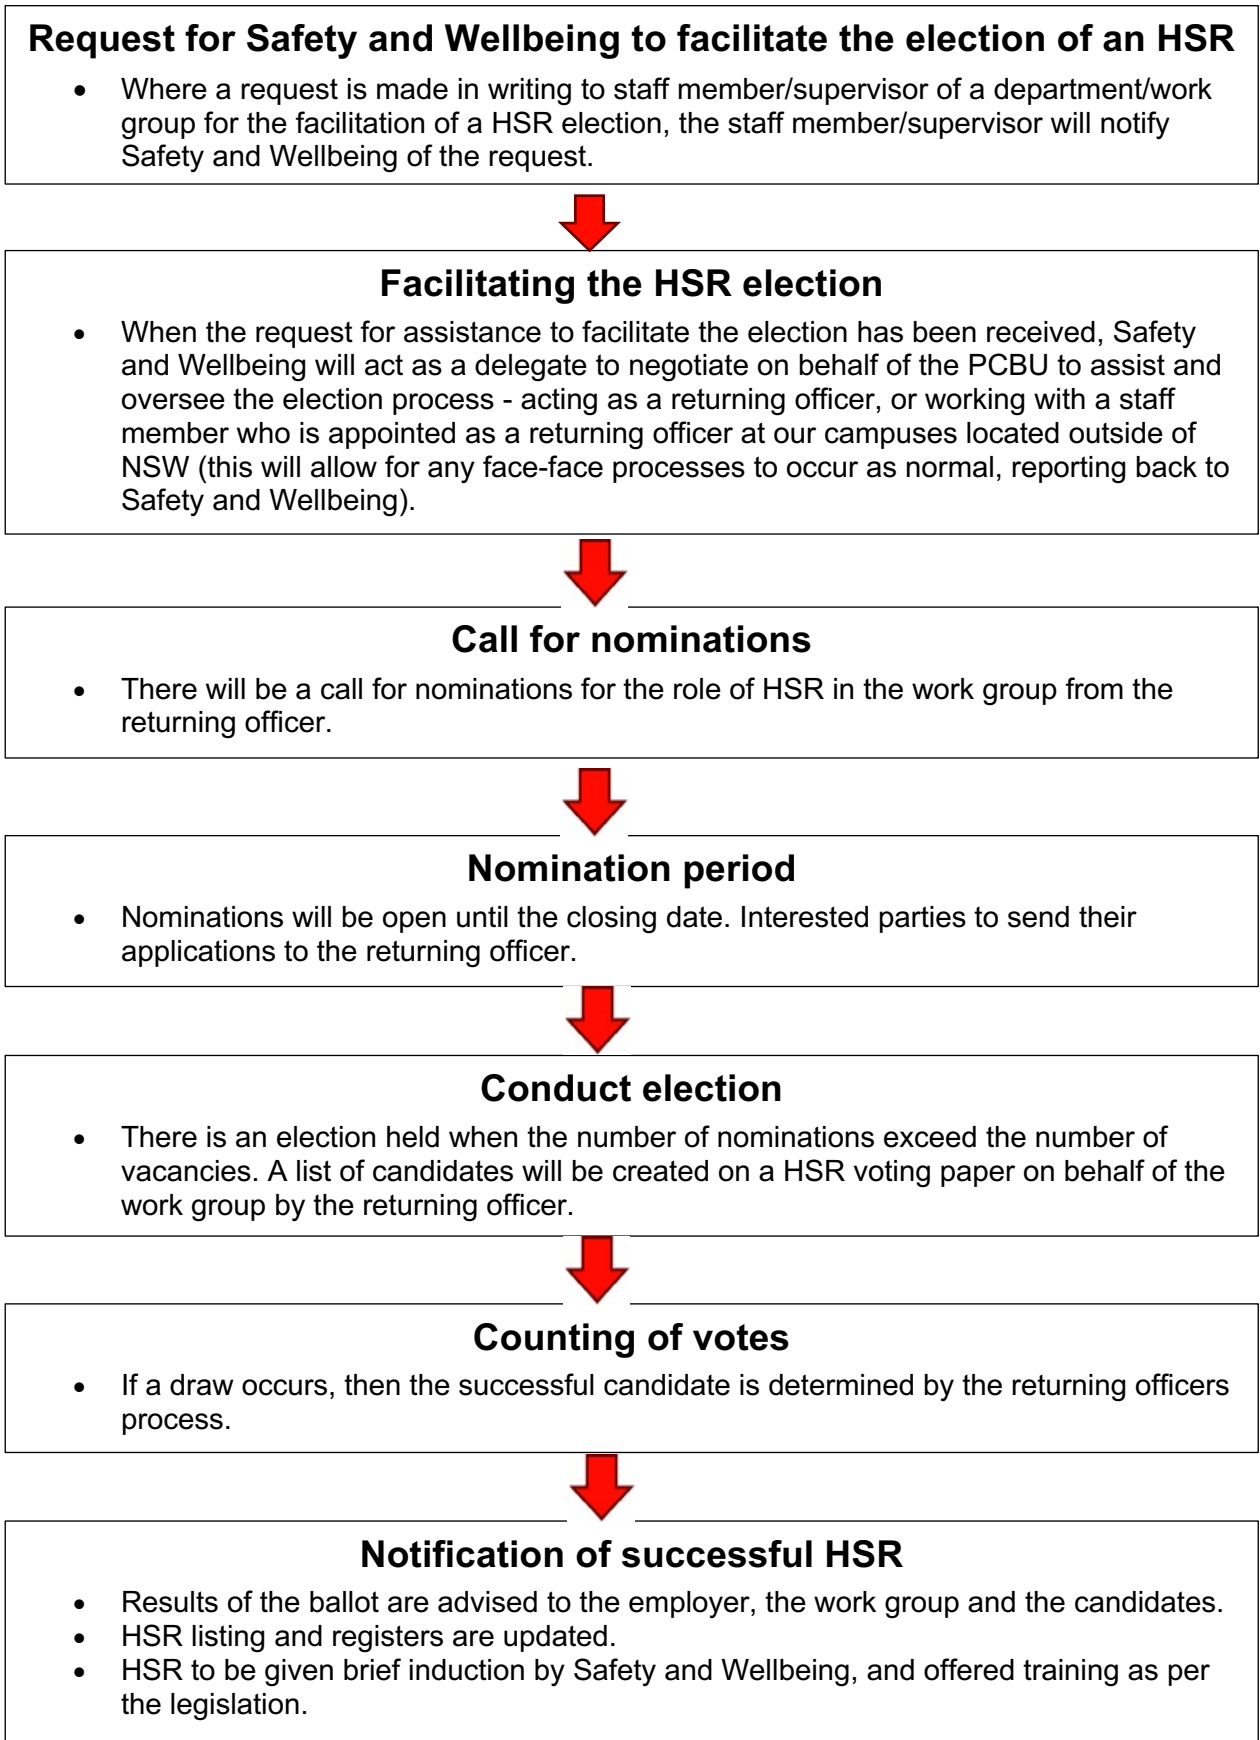 Request for Safety and Wellbeing to facilitate the election of an HSR
• Where a request is made in writing to staff member/supervisor of a department/work
group for the facilitation of a HSR election, the staff member/supervisor will notify
Safety and Wellbeing of the request.
Facilitating the HSR election
• When the request for assistance to facilitate the election has been received, Safety
and Wellbeing will act as a delegate to negotiate on behalf of the PCBU to assist and
oversee the election process - acting as a returning officer, or working with a staff
member who is appointed as a returning officer at our campuses located outside of
NSW (this will allow for any face-face processes to occur as normal, reporting back to
Safety and Wellbeing).
Call for nominations
• There will be a call for nominations for the role of HSR in the work group from the
returning officer.
Nomination period
• Nominations will be open until the closing date. Interested parties to send their
applications to the returning officer.
Conduct election
• There is an election held when the number of nominations exceed the number of
vacancies. A list of candidates will be created on a HSR voting paper on behalf of the
work group by the returning officer.
Counting of votes
• If a draw occurs, then the successful candidate is determined by the returning officers
process.
Notification of successful HSR
• Results of the ballot are advised to the employer, the work group and the candidates.
• HSR listing and registers are updated.
• HSR to be given brief induction by Safety and Wellbeing, and offered training as per
the legislation.